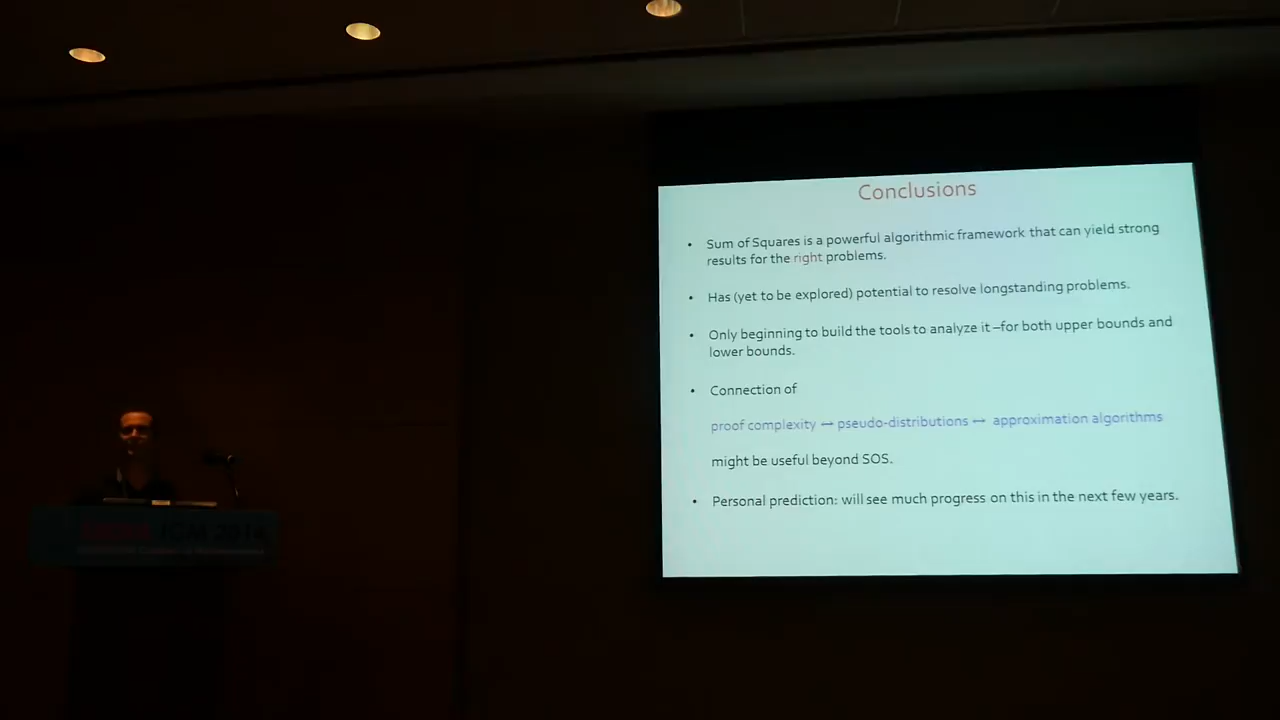 Conclusions
• Sum of Squares is a powerful algorithmic framework that can yield strong
results for the right problems.
• Has (yet to be explored) potential to resolve longstanding problems.
• Only beginning to build the tools to analyze it –for both upper bounds and
lower bounds.
• Connection of
proof complexity ↔ pseudo-distributions ↔ approximation algorithms
might be useful beyond SOS.
• Personal prediction: will see much progress on this in the next few years.
ICM 2014